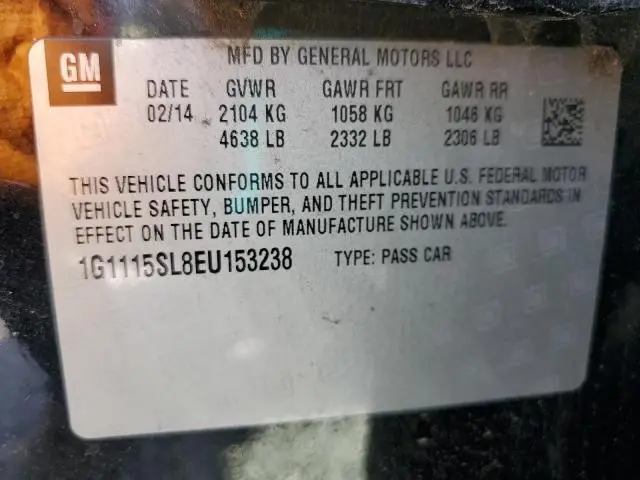 GM
MFD BY GENERAL MOTORS LLC
DATE GVWR GAWR FRT GAWR RR
02/14 2104 KG 1058 KG 1046 KG
4638 LB 2332 LB 2306 LB
THIS VEHICLE CONFORMS TO ALL APPLICABLE U.S. FEDERAL MOTOR
VEHICLE SAFETY, BUMPER, AND THEFT PREVENTION STANDARDS IN
EFFECT ON THE DATE OF MANUFACTURE SHOWN ABOVE.
1G1115SL8EU153238 TYPE: PASS CAR